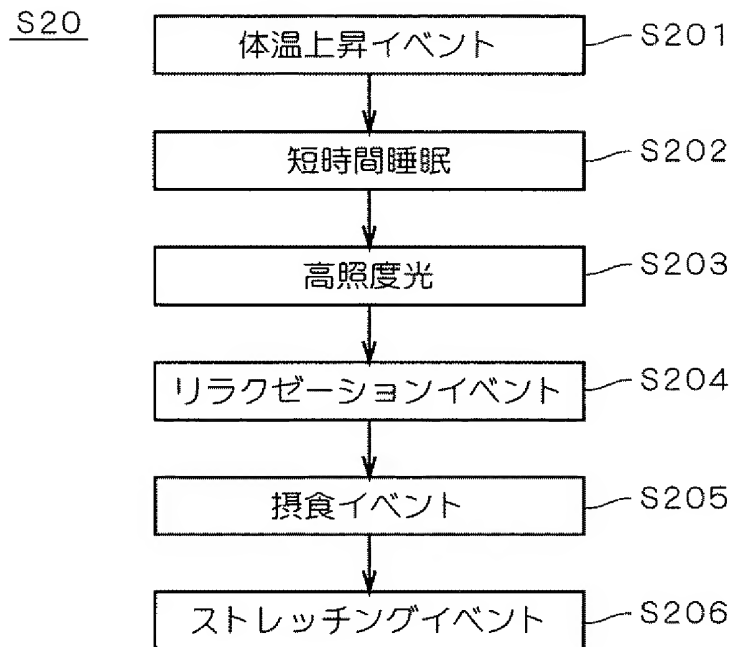 S20
体温上昇イベント S201
短時間睡眠 S202
高照度光 S203
リラクゼーションイベント S204
摂食イベント S205
ストレッチングイベント S206